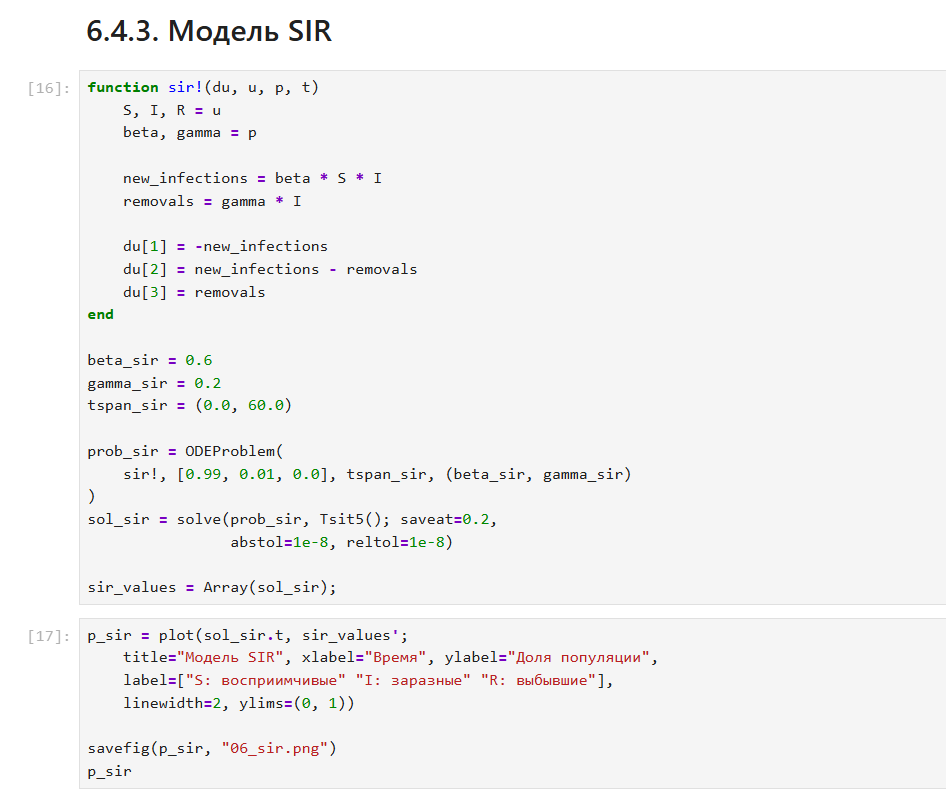 6.4.3. Модель SIR
[16]:
function sir!(du, u, p, t)
    S, I, R = u
    beta, gamma = p

    new_infections = beta * S * I
    removals = gamma * I

    du[1] = -new_infections
    du[2] = new_infections - removals
    du[3] = removals
end

beta_sir = 0.6
gamma_sir = 0.2
tspan_sir = (0.0, 60.0)

prob_sir = ODEProblem(
    sir!, [0.99, 0.01, 0.0], tspan_sir, (beta_sir, gamma_sir)
)
sol_sir = solve(prob_sir, Tsit5(); saveat=0.2,
                abstol=1e-8, reltol=1e-8)

sir_values = Array(sol_sir);
[17]:
p_sir = plot(sol_sir.t, sir_values';
    title="Модель SIR", xlabel="Время", ylabel="Доля популяции",
    label=["S: восприимчивые" "I: заразные" "R: выбывшие"],
    linewidth=2, ylims=(0, 1))

savefig(p_sir, "06_sir.png")
p_sir